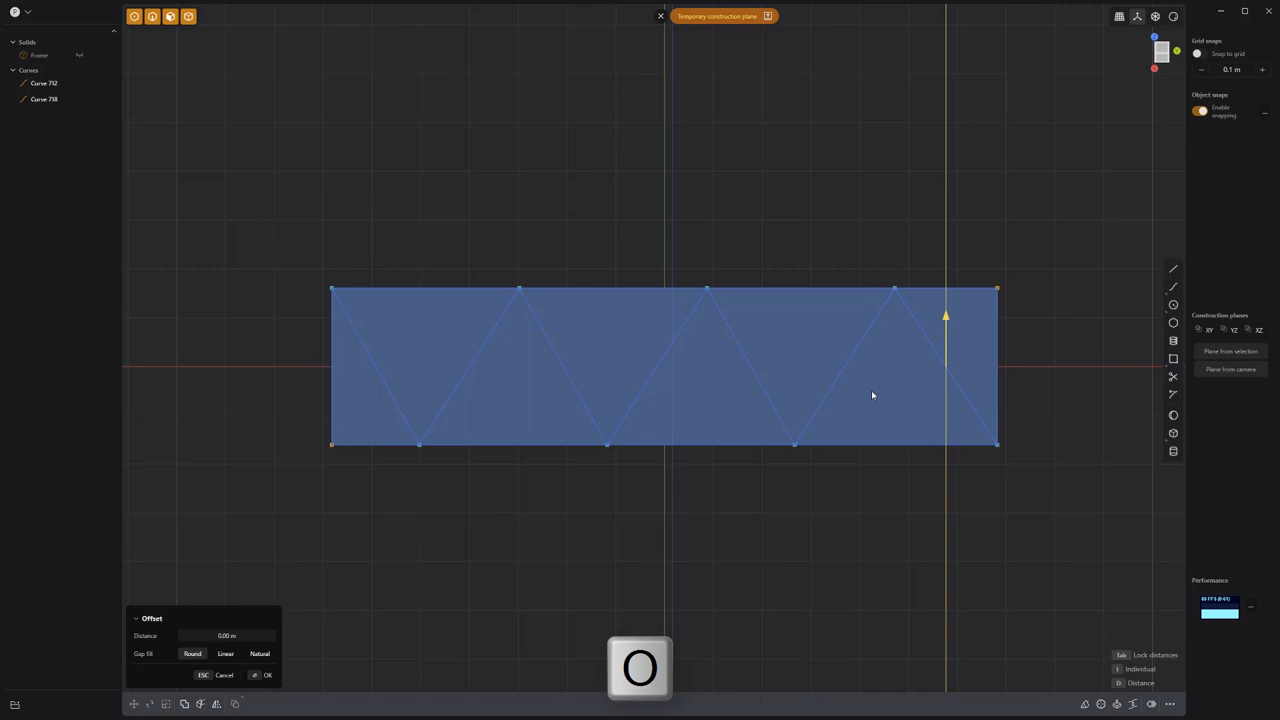 Temporary construction plane
Solids
Frame
Curves
Curve 712
Curve 718
Grid snaps
Snap to grid
0.1 m
Object snaps
Enable
snapping
...
Construction planes
XY
YZ
XZ
Plane from selection
Plane from camera
Performance
...
Offset
Distance
0.00 m
Gap fill
Round
Linear
Natural
ESC
Cancel
OK
O
Tab
Lock distances
I
Individual
D
Distance